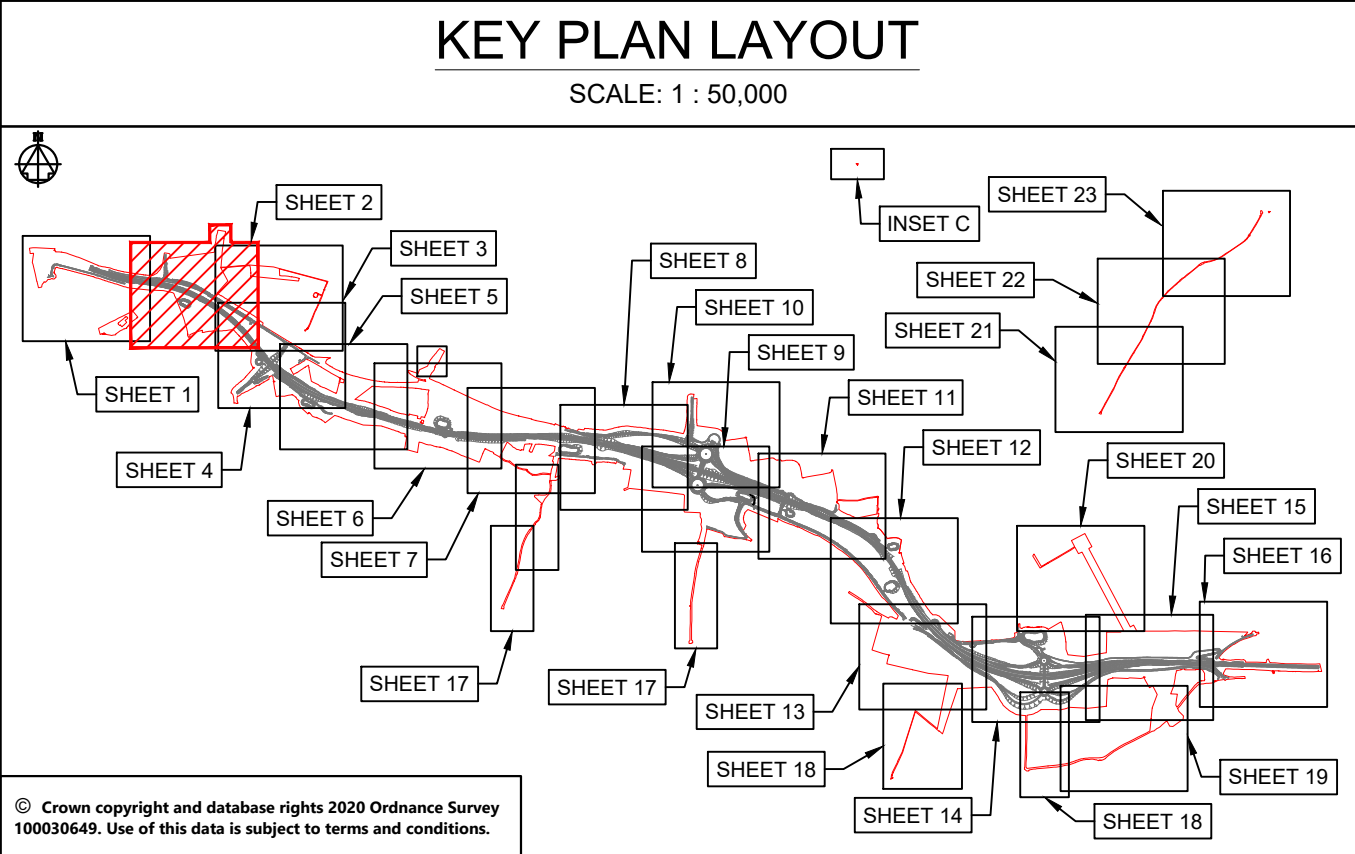 KEY PLAN LAYOUT
SCALE: 1 : 50,000
N
INSET C
SHEET 23
SHEET 2
SHEET 3
SHEET 8
SHEET 22
SHEET 5
SHEET 10
SHEET 21
SHEET 9
SHEET 1
SHEET 11
SHEET 12
SHEET 4
SHEET 20
SHEET 15
SHEET 6
SHEET 7
SHEET 16
SHEET 17
SHEET 17
SHEET 13
SHEET 18
SHEET 19
SHEET 14
SHEET 18
© Crown copyright and database rights 2020 Ordnance Survey
100030649. Use of this data is subject to terms and conditions.